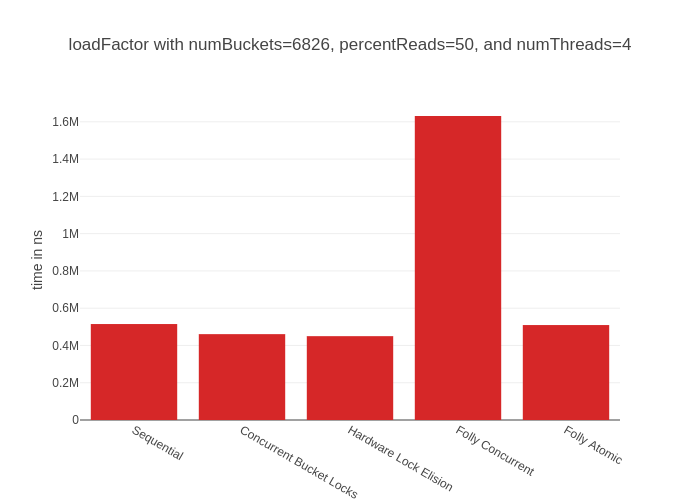 loadFactor with numBuckets=6826, percentReads=50, and numThreads=4
1.6M
1.4M
1.2M
1M
0.8M
0.6M
0.4M
0.2M
0
time in ns
Sequential
Concurrent Bucket Locks
Hardware Lock Elision
Folly Concurrent
Folly Atomic